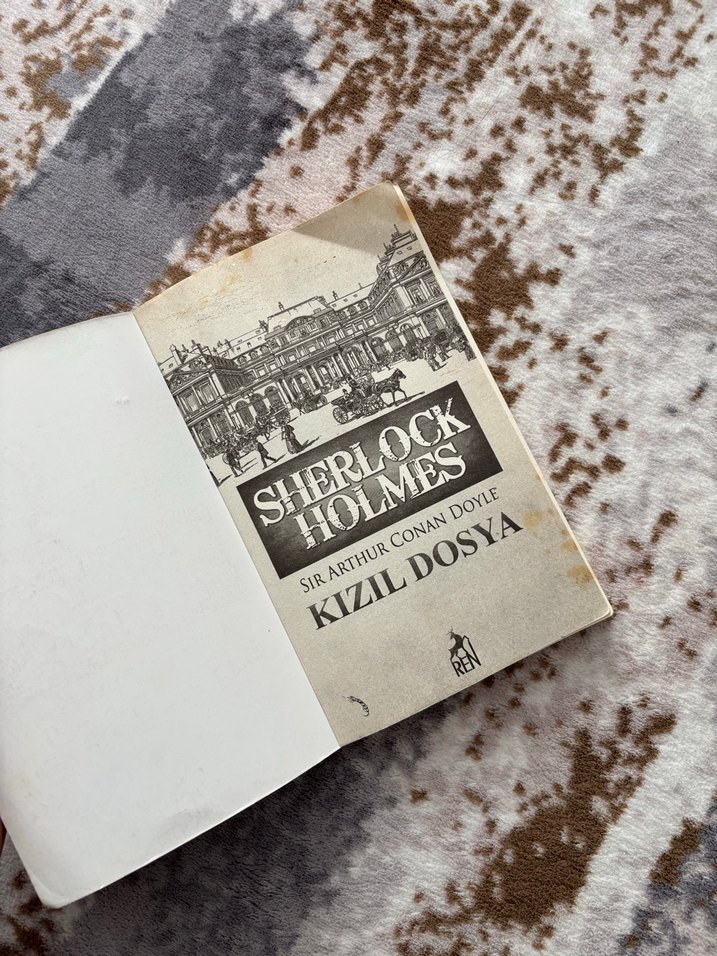 SHERLOCK
HOLMES
SIR ARTHUR CONAN DOYLE
KIZIL DOSYA
REN